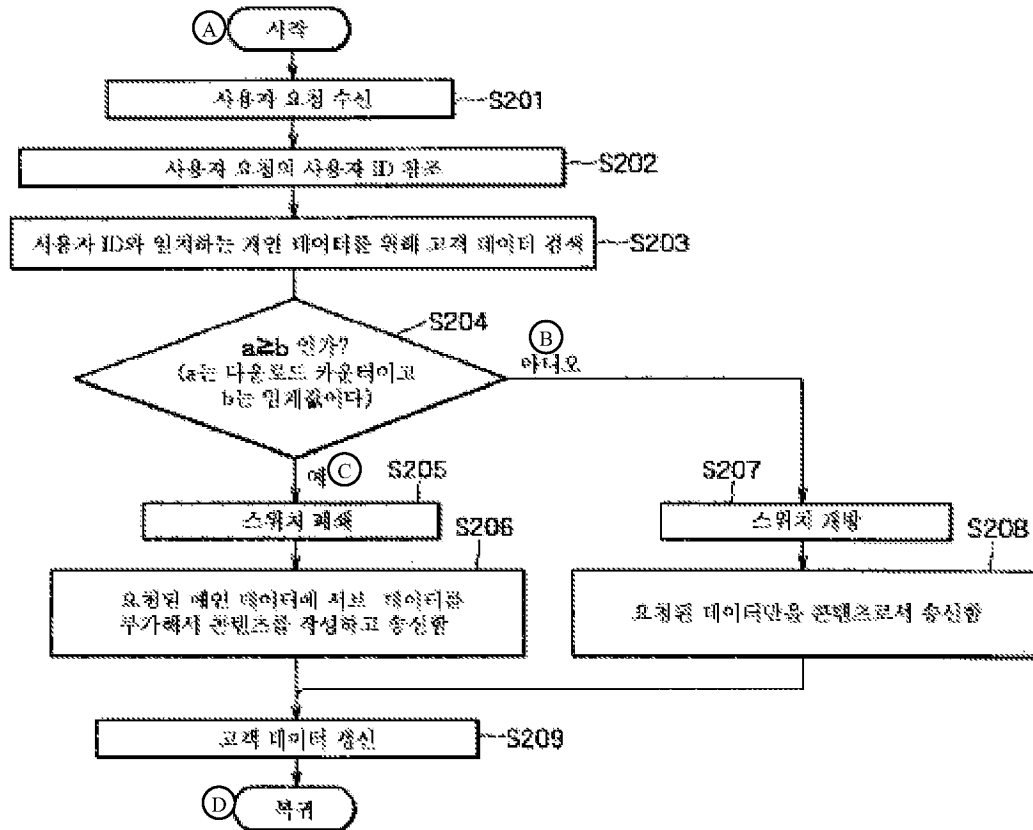 A 시작
사용자 요청 수신 S201
사용자 요청의 사용자 ID 참조 S202
사용자 ID와 일치하는 개인 데이터를 위해 고객 데이터 검색 S203
S204
a≧b 인가?
(a는 다운로드 카운터이고
b는 임계값이다)
B
아니오
예 C
S205
스위치 폐쇄
S207
스위치 개방
S206
요청된 메인 데이터에 서브 데이터를
부가해서 콘텐츠를 작성하고 송신함
S208
요청된 데이터만을 콘텐츠로서 송신함
고객 데이터 갱신 S209
D 복귀